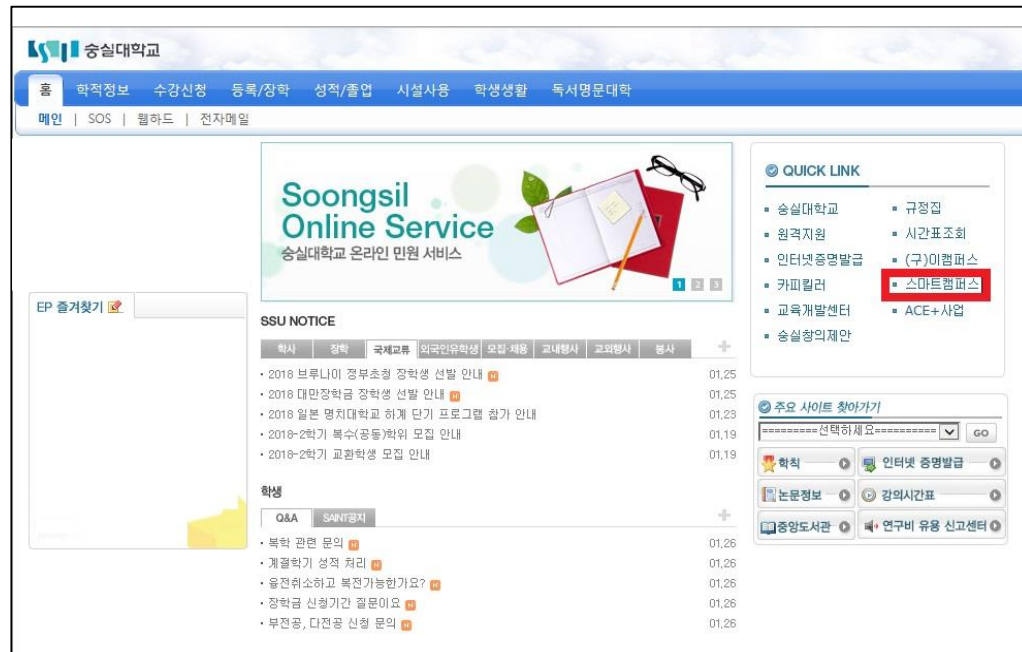 숭실대학교
홈 학적정보 수강신청 등록/장학 성적/졸업 시설사용 학생생활 독서명문대학
메인 | SOS | 웹하드 | 전자메일
Soongsil
Online Service
숭실대학교 온라인 민원 서비스
1 2 3
EP 즐겨찾기
SSU NOTICE
학사 장학 국제교류 외국인유학생 모집·채용 교내행사 교외행사 봉사
· 2018 브루나이 정부초청 장학생 선발 안내 N 01,25
· 2018 대만장학금 장학생 선발 안내 N 01,25
· 2018 일본 명치대학교 하계 단기 프로그램 참가 안내 01,23
· 2018-2학기 복수(공동)학위 모집 안내 01,19
· 2018-2학기 교환학생 모집 안내 01,19
학생
Q&A SAINT공지
· 복학 관련 문의 N 01,26
· 계절학기 성적 처리 N 01,26
· 융전취소하고 복전가능한가요? N 01,26
· 장학금 신청기간 질문이요 N 01,26
· 부전공, 다전공 신청 문의 N 01,26
QUICK LINK
숭실대학교 규정집
원격지원 시간표조회
인터넷증명발급 (구)이캠퍼스
카피킬러 스마트캠퍼스
교육개발센터 ACE+사업
숭실창의제안
주요 사이트 찾아가기
=========선택하세요========== GO
학칙 인터넷 증명발급
논문정보 강의시간표
중앙도서관 연구비 유용 신고센터